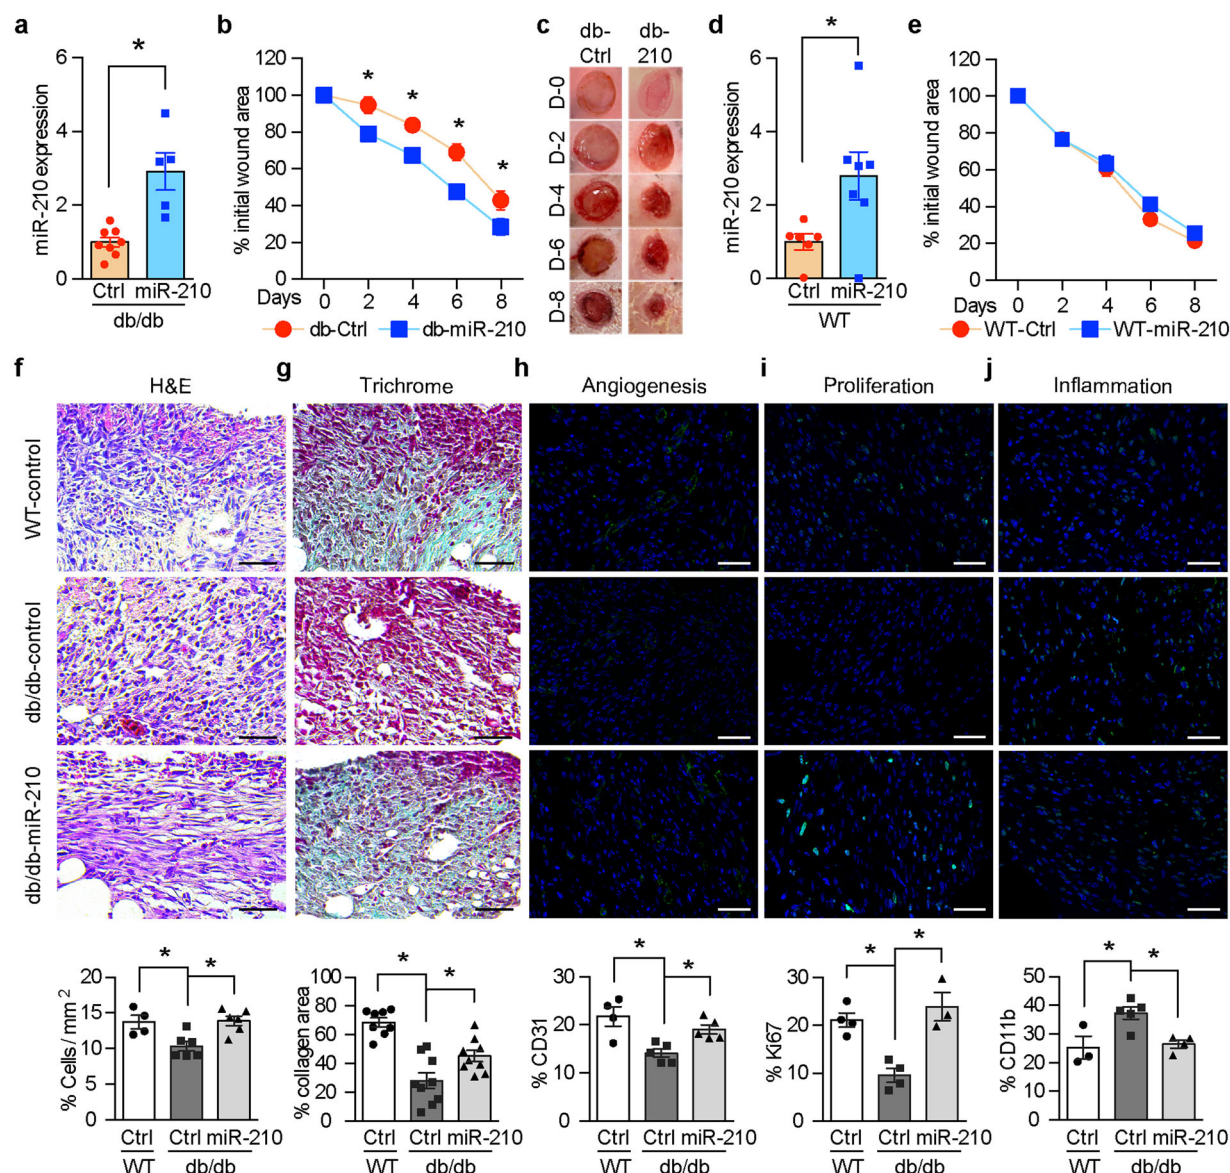 a
6
4
2
0
miR-210 expression
*
Ctrl miR-210
db/db
b
120
100
80
60
40
20
0
% initial wound area
* * * *
Days 0 2 4 6 8
db-Ctrl db-miR-210
c
db-Ctrl
db-210
D-0
D-2
D-4
D-6
D-8
d
6
4
2
0
miR-210 expression
*
Ctrl miR-210
WT
e
120
100
80
60
40
20
0
% initial wound area
Days 0 2 4 6 8
WT-Ctrl WT-miR-210
f H&E
g Trichrome
h Angiogenesis
i Proliferation
j Inflammation
WT-control
db/db-control
db/db-miR-210
20
15
10
5
0
% Cells / mm 2
* *
Ctrl Ctrl miR-210
WT db/db
100
80
60
40
20
0
% collagen area
* *
Ctrl Ctrl miR-210
WT db/db
30
20
10
0
% CD31
* *
Ctrl Ctrl miR-210
WT db/db
30
20
10
0
% Ki67
* *
Ctrl Ctrl miR-210
WT db/db
50
40
30
20
10
0
% CD11b
* *
Ctrl Ctrl miR-210
WT db/db